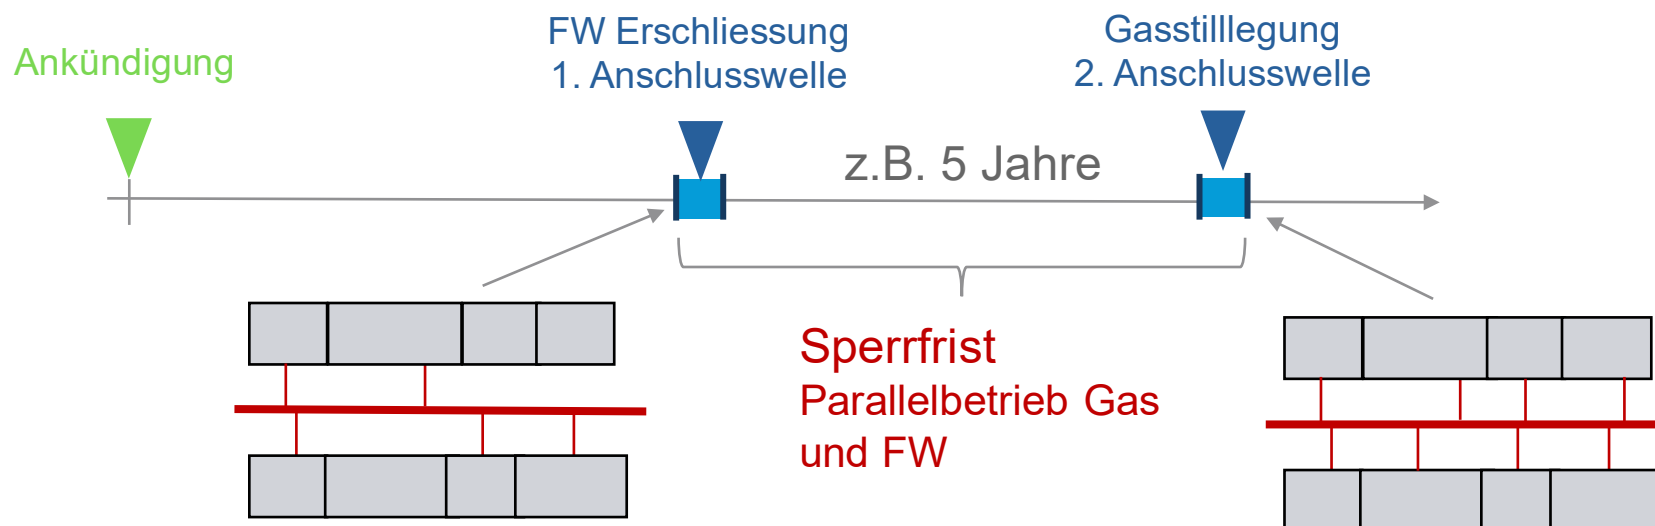 Ankündigung
FW Erschliessung
1. Anschlusswelle
Gasstilllegung
2. Anschlusswelle
z.B. 5 Jahre
Sperrfrist
Parallelbetrieb Gas
und FW